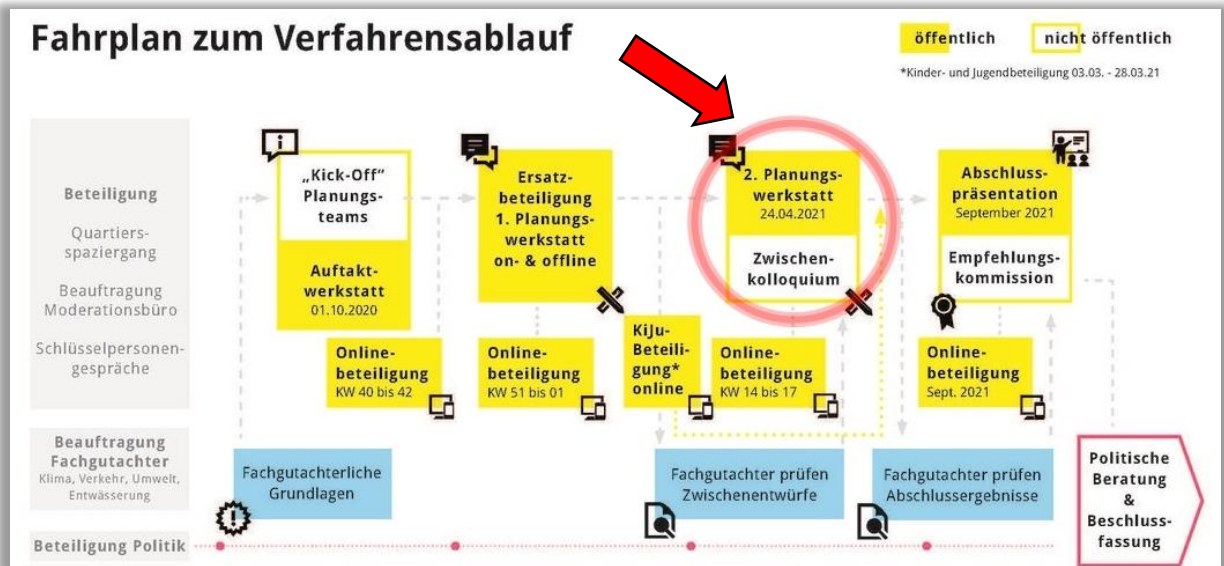 Fahrplan zum Verfahrensablauf
öffentlich
nicht öffentlich
*Kinder- und Jugendbeteiligung 03.03. - 28.03.21
Beteiligung
Quartiers-
spaziergang
Beauftragung
Moderationsbüro
Schlüsselpersonen-
gespräche
„Kick-Off"
Planungs-
teams
Auftakt-
werkstatt
01.10.2020
Online-
beteiligung
KW 40 bis 42
Ersatz-
beteiligung
1. Planungs-
werkstatt
on- & offline
Online-
beteiligung
KW 51 bis 01
KiJu-
Beteili-
gung*
online
2. Planungs-
werkstatt
24.04.2021
Zwischen-
kolloquium
Online-
beteiligung
KW 14 bis 17
Abschluss-
präsentation
September 2021
Empfehlungs-
kommission
Online-
beteiligung
Sept. 2021
Beauftragung
Fachgutachter
Klima, Verkehr, Umwelt,
Entwässerung
Fachgutachterliche
Grundlagen
Fachgutachter prüfen
Zwischenentwürfe
Fachgutachter prüfen
Abschlussergebnisse
Politische
Beratung
&
Beschluss-
fassung
Beteiligung Politik